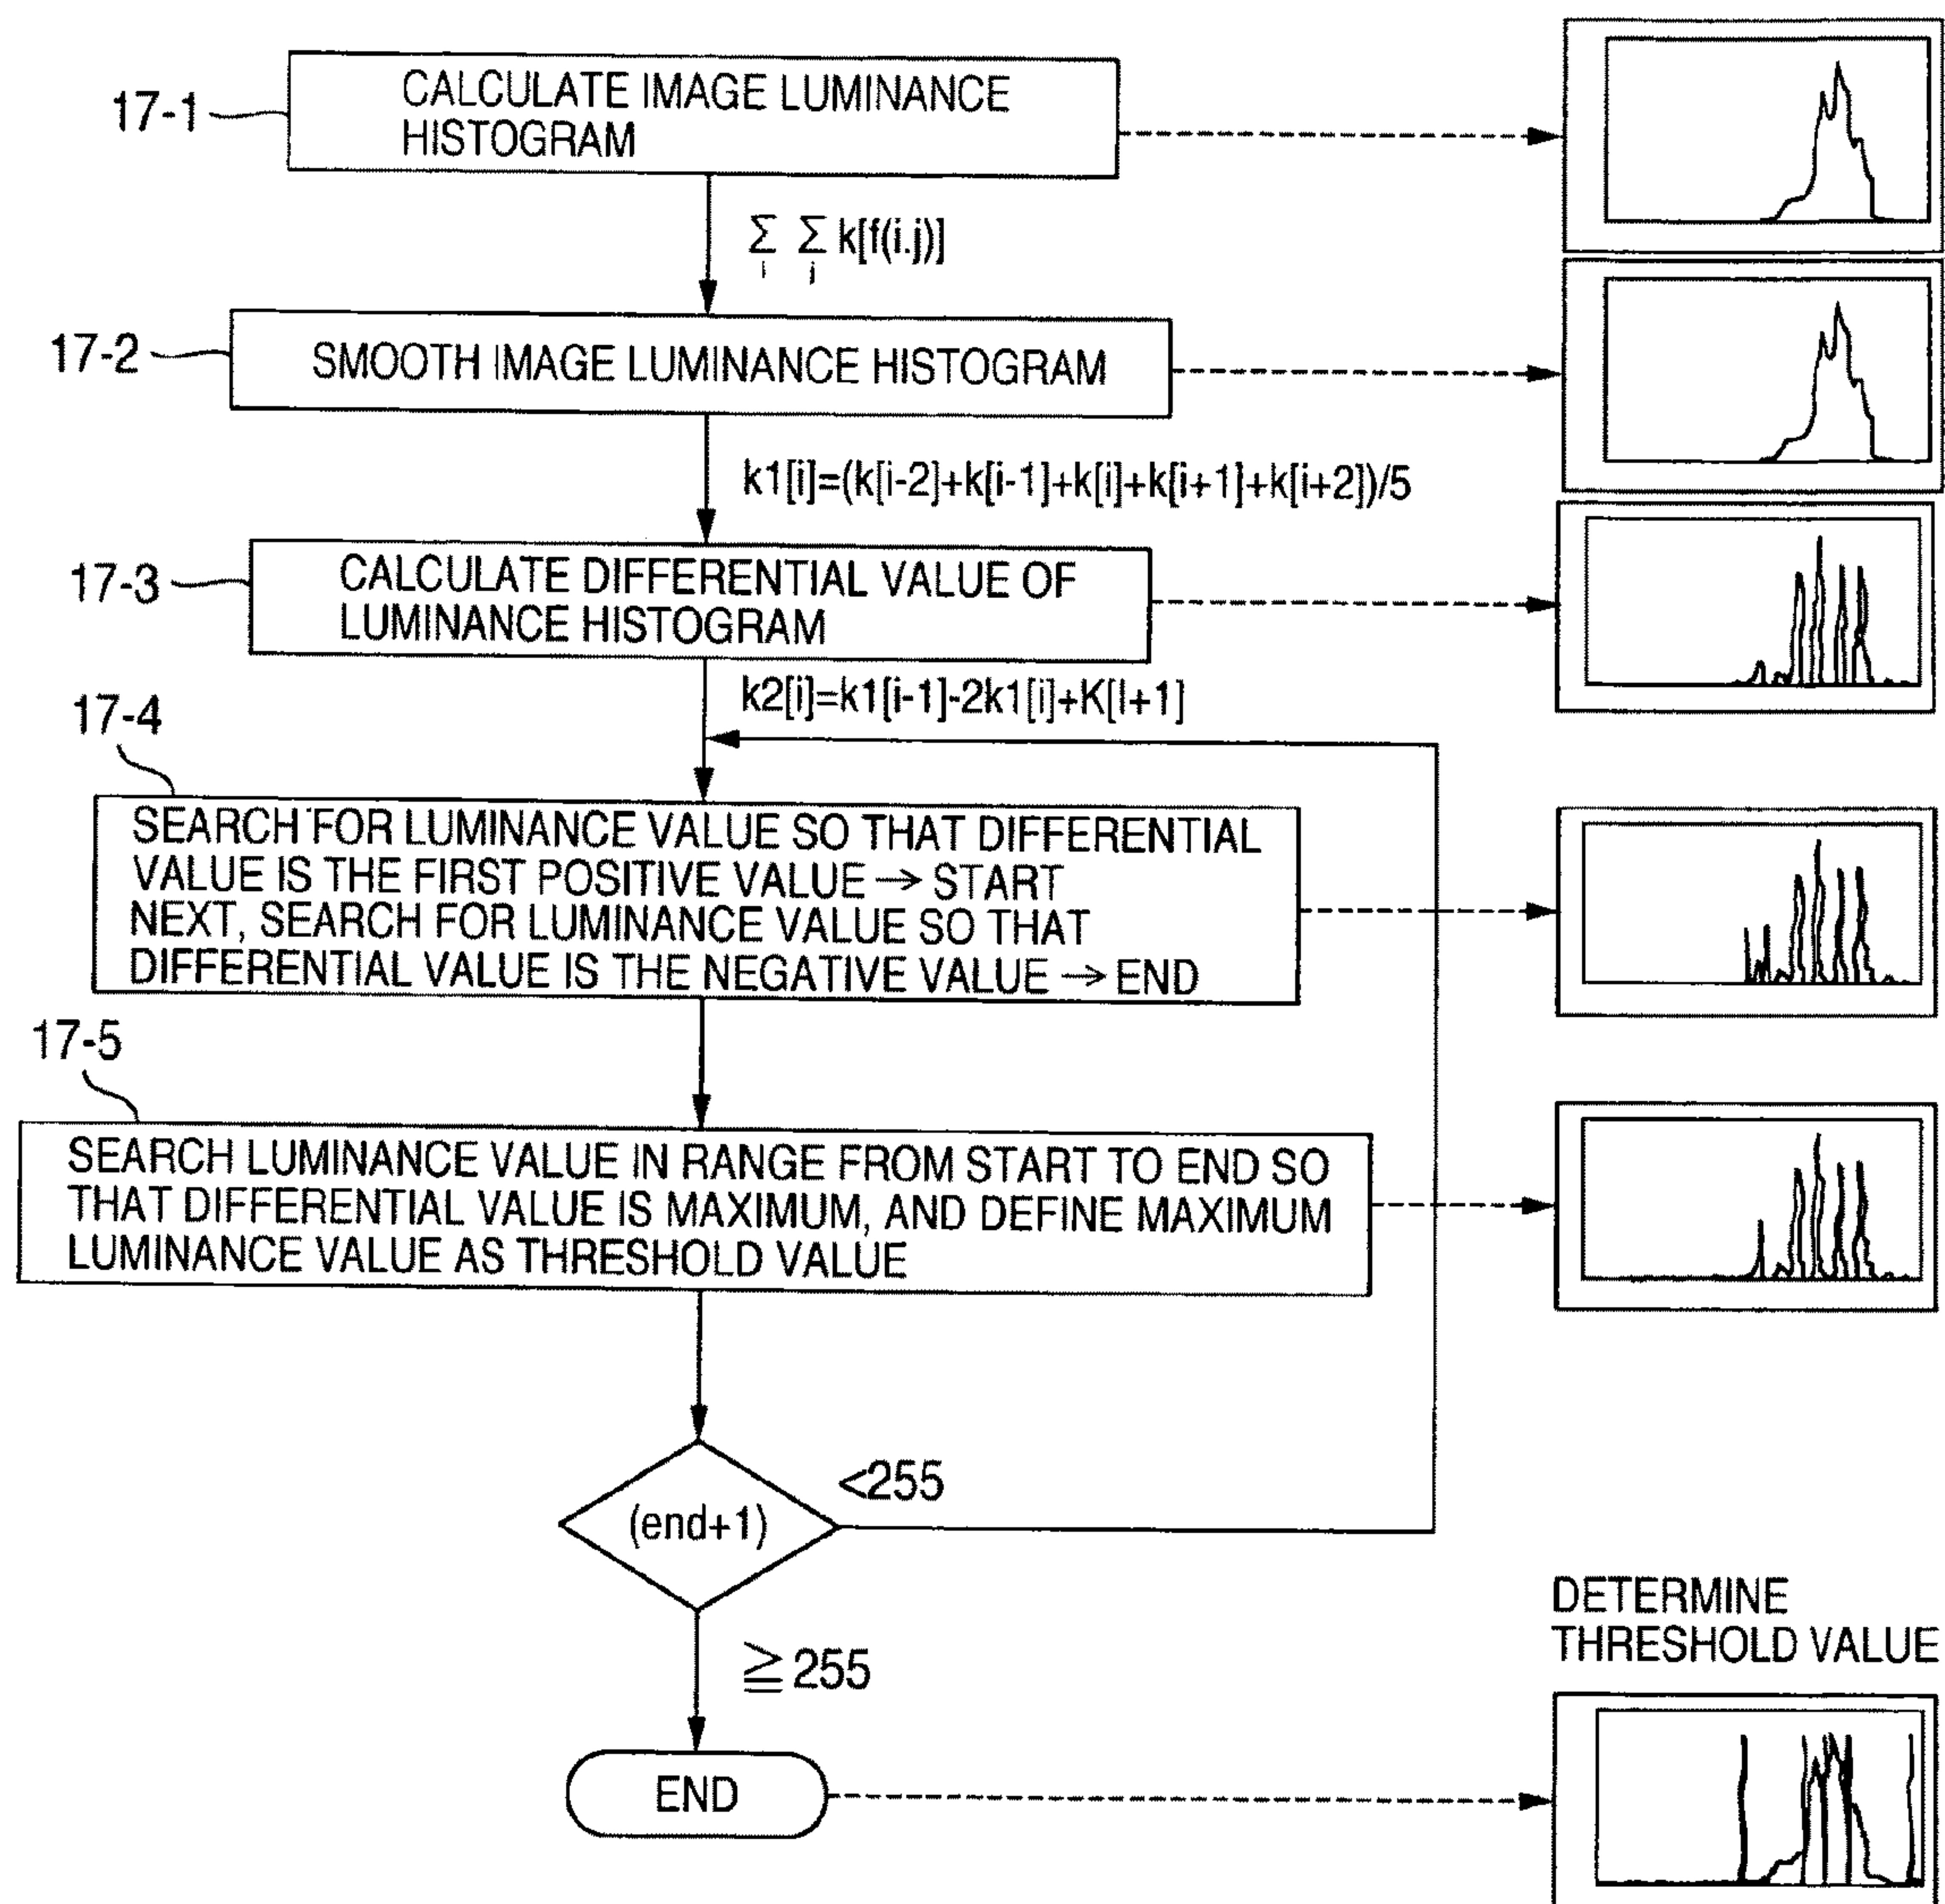 17-1
CALCULATE IMAGE LUMINANCE
HISTOGRAM
Σ Σ k[f(i.j)]
i j
17-2
SMOOTH IMAGE LUMINANCE HISTOGRAM
k1[i]=(k[i-2]+k[i-1]+k[i]+k[i+1]+k[i+2])/5
17-3
CALCULATE DIFFERENTIAL VALUE OF
LUMINANCE HISTOGRAM
k2[i]=k1[i-1]-2k1[i]+K[I+1]
17-4
SEARCH FOR LUMINANCE VALUE SO THAT DIFFERENTIAL
VALUE IS THE FIRST POSITIVE VALUE → START
NEXT, SEARCH FOR LUMINANCE VALUE SO THAT
DIFFERENTIAL VALUE IS THE NEGATIVE VALUE → END
17-5
SEARCH LUMINANCE VALUE IN RANGE FROM START TO END SO
THAT DIFFERENTIAL VALUE IS MAXIMUM, AND DEFINE MAXIMUM
LUMINANCE VALUE AS THRESHOLD VALUE
<255
(end+1)
≧255
END
DETERMINE
THRESHOLD VALUE